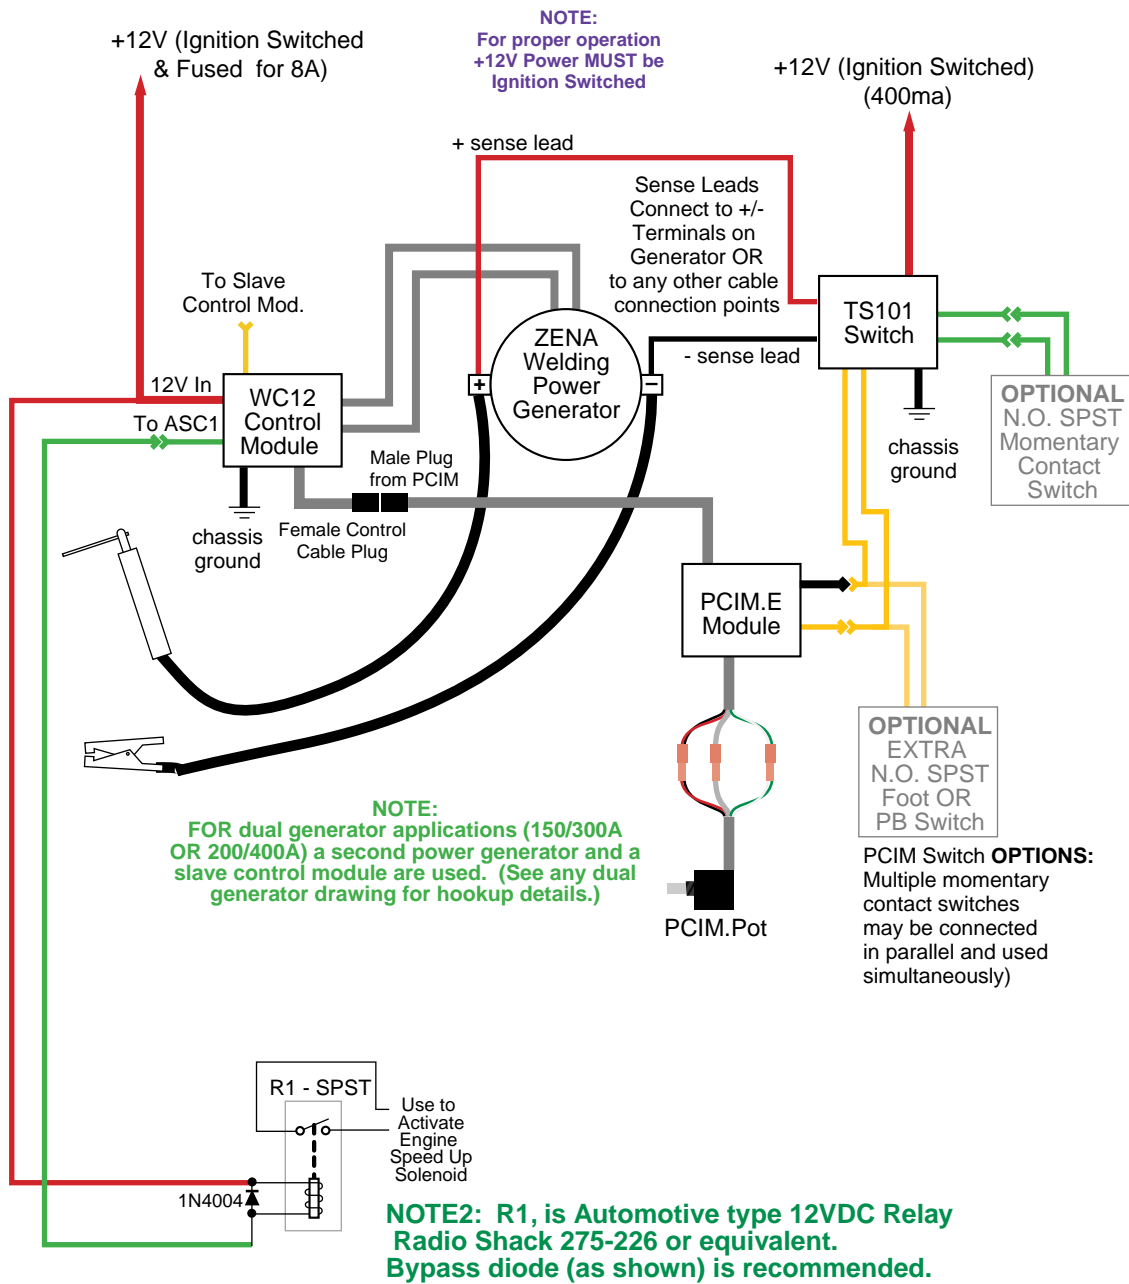 NOTE:
For proper operation
+12V Power MUST be
Ignition Switched
+12V (Ignition Switched
& Fused for 8A)
+12V (Ignition Switched)
(400ma)
+ sense lead
Sense Leads
Connect to +/-
Terminals on
Generator OR
to any other cable
connection points
To Slave
Control Mod.
TS101
Switch
ZENA
Welding
Power
Generator
+
−
- sense lead
12V In
To ASC1
WC12
Control
Module
OPTIONAL
N.O. SPST
Momentary
Contact
Switch
chassis
ground
Male Plug
from PCIM
Female Control
Cable Plug
chassis
ground
PCIM.E
Module
OPTIONAL
EXTRA
N.O. SPST
Foot OR
PB Switch
NOTE:
FOR dual generator applications (150/300A
OR 200/400A) a second power generator and a
slave control module are used. (See any dual
generator drawing for hookup details.)
PCIM Switch OPTIONS:
Multiple momentary
contact switches
may be connected
in parallel and used
simultaneously)
PCIM.Pot
R1 - SPST
Use to
Activate
Engine
Speed Up
Solenoid
1N4004
NOTE2: R1, is Automotive type 12VDC Relay
Radio Shack 275-226 or equivalent.
Bypass diode (as shown) is recommended.